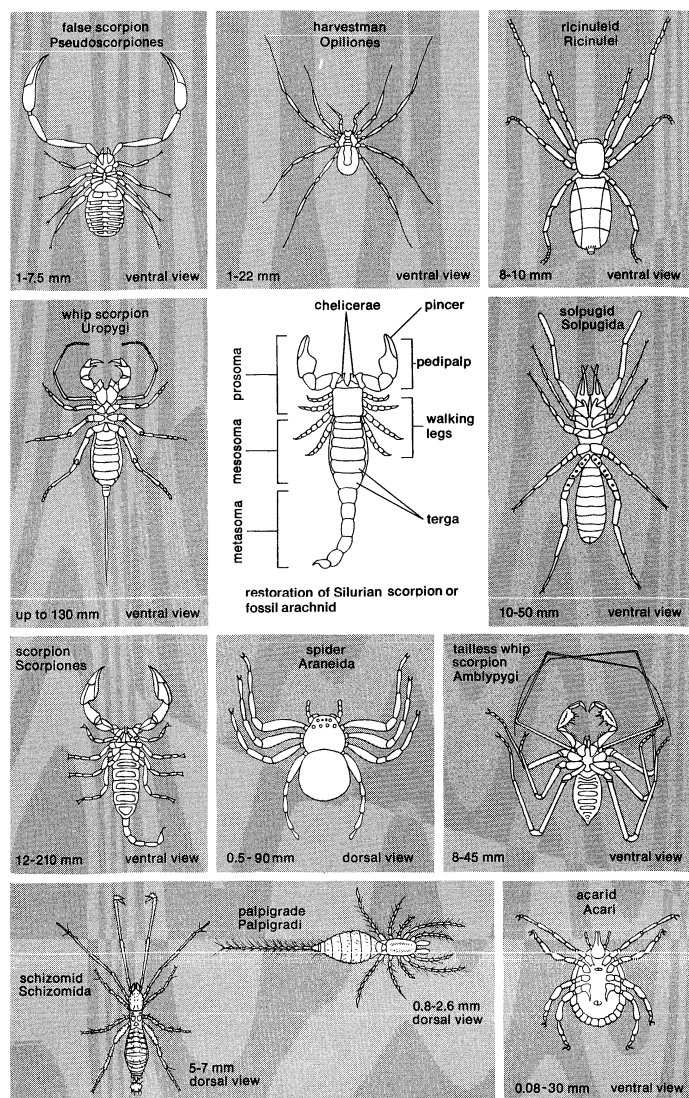 false scorpion
Pseudoscorpiones
1-7.5 mm
ventral view
harvestman
Opiliones
1-22 mm
ventral view
ricinuleid
Ricinulei
8-10 mm
ventral view
whip scorpion
Uropygi
up to 130 mm
ventral view
chelicerae
pincer
prosoma
pedipalp
mesosoma
walking
legs
metasoma
terga
restoration of Silurian scorpion or
fossil arachnid
solpugid
Solpugida
10-50 mm
ventral view
scorpion
Scorpiones
12-210 mm
ventral view
spider
Araneida
0.5-90 mm
dorsal view
tailless whip
scorpion
Amblypygi
8-45 mm
ventral view
schizomid
Schizomida
5-7 mm
dorsal view
palpigrade
Palpigradi
0.8-2.6 mm
dorsal view
acarid
Acari
0.08-30 mm
ventral view